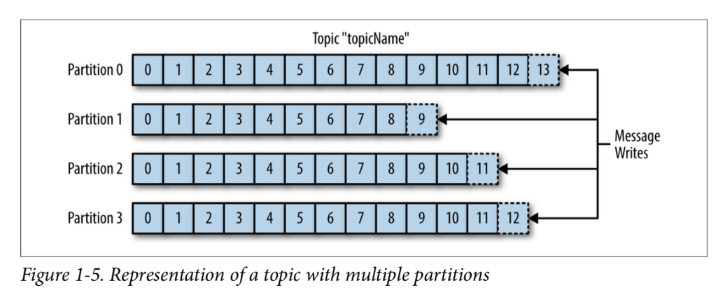 Topic "topicName"
Partition 0 0 1 2 3 4 5 6 7 8 9 10 11 12 13
Partition 1 0 1 2 3 4 5 6 7 8 9
Partition 2 0 1 2 3 4 5 6 7 8 9 10 11
Partition 3 0 1 2 3 4 5 6 7 8 9 10 11 12
Message
Writes
Figure 1-5. Representation of a topic with multiple partitions